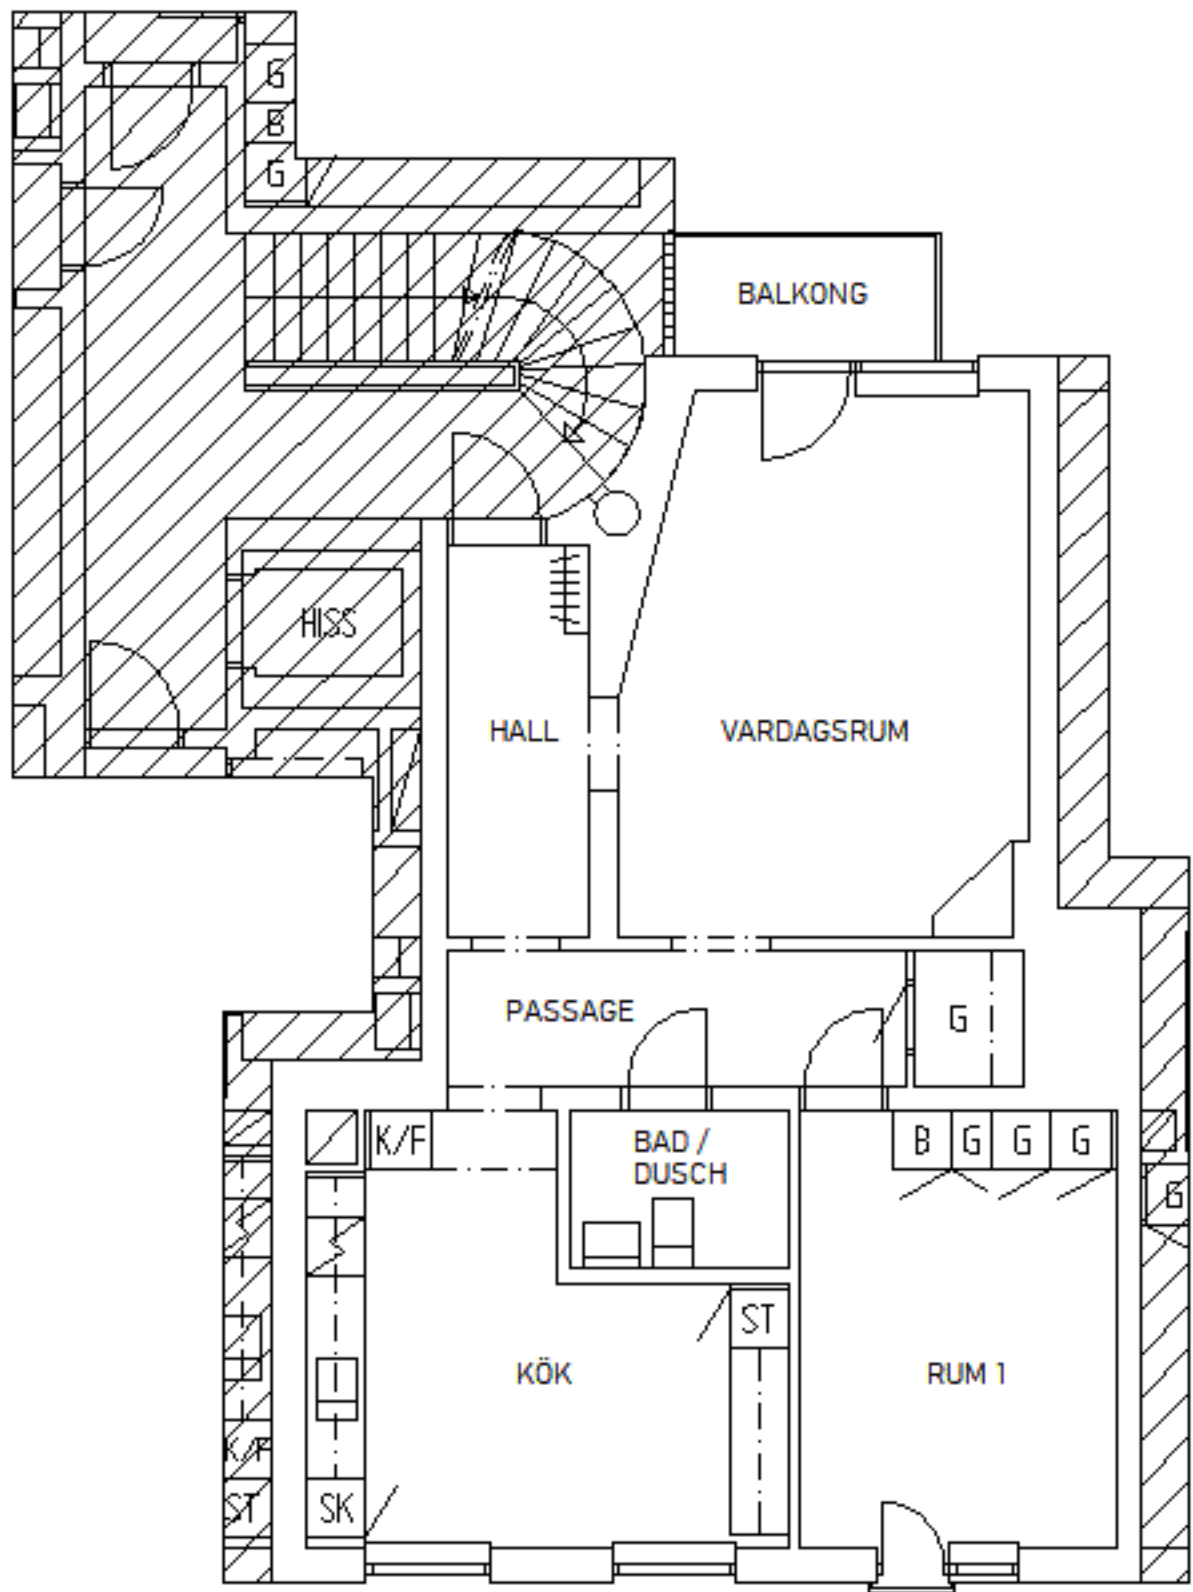 G
B
G
BALKONG
HISS
HALL
VARDAGSRUM
PASSAGE
G
K/F
BAD /
DUSCH
B
G
G
G
G
ST
KÖK
RUM 1
K/F
ST
SK